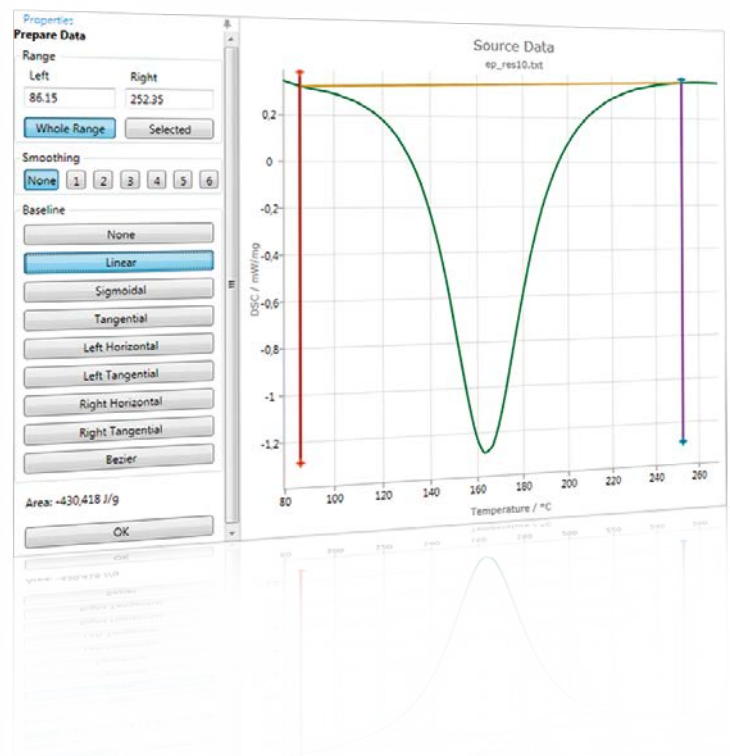 Properties
Prepare Data
Range
Left Right
86.15 252.35
Whole Range Selected
Smoothing
None 1 2 3 4 5 6
Baseline
None
Linear
Sigmoidal
Tangential
Left Horizontal
Left Tangential
Right Horizontal
Right Tangential
Bezier
Area: -430,418 J/g
OK
Source Data
ep_res10.txt
0,2
0
-0,2
-0,4
-0,6
-0,8
-1
-1,2
DSC / mW/mg
80 100 120 140 160 180 200 220 240 260
Temperature / °C